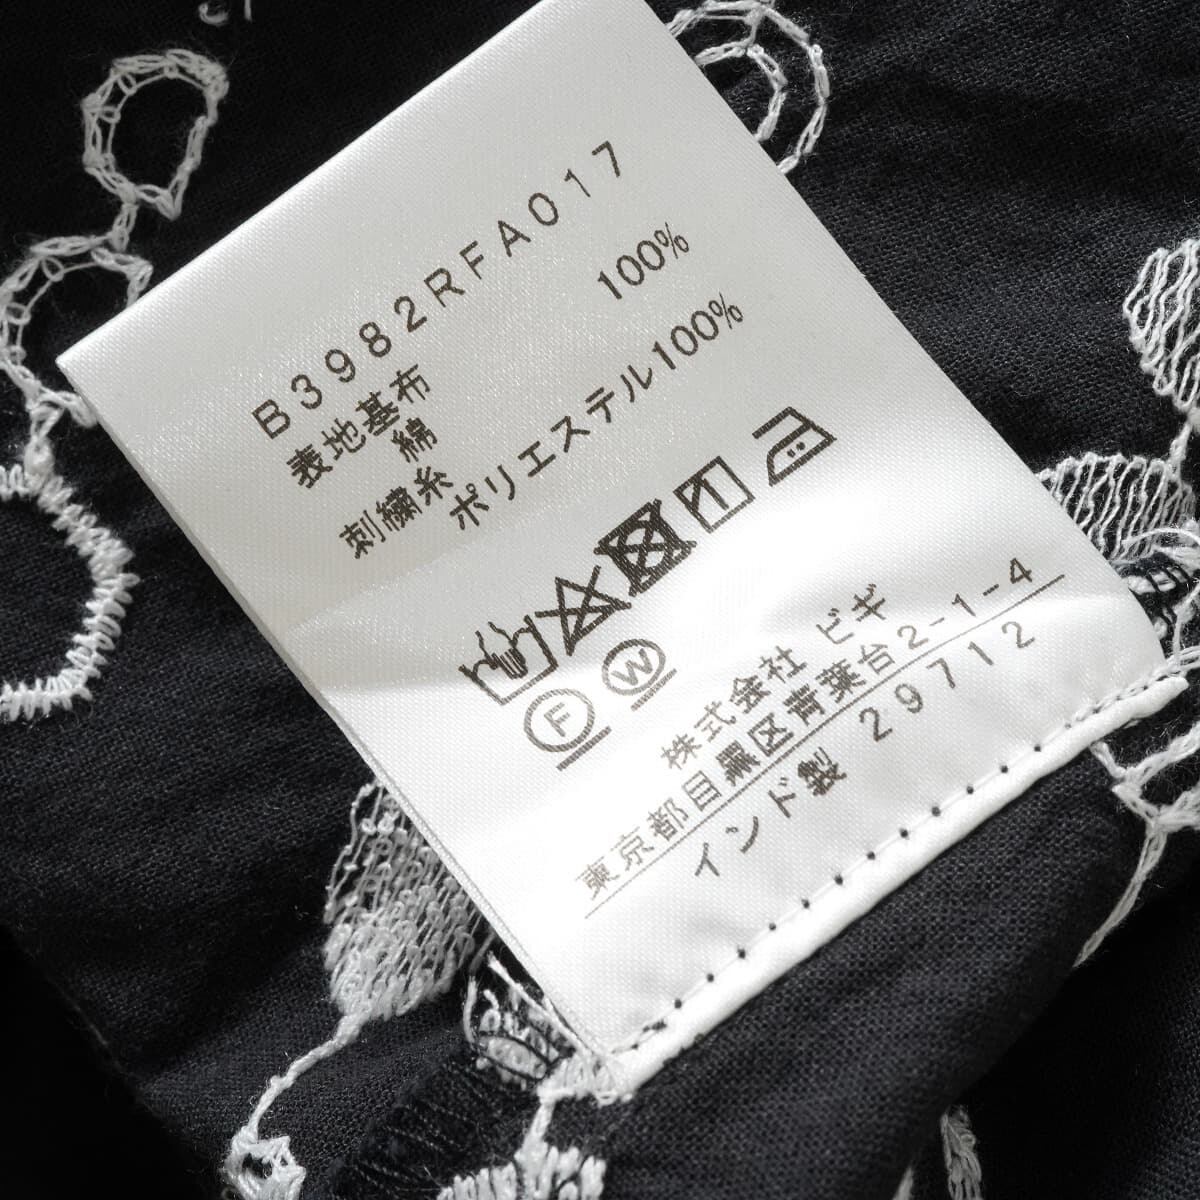 B3982RFA017
表地基布
綿 100%
刺繍糸
ポリエステル100%
F W
株式会社 ビギ
東京都目黒区青葉台2-1-4
インド製 29712